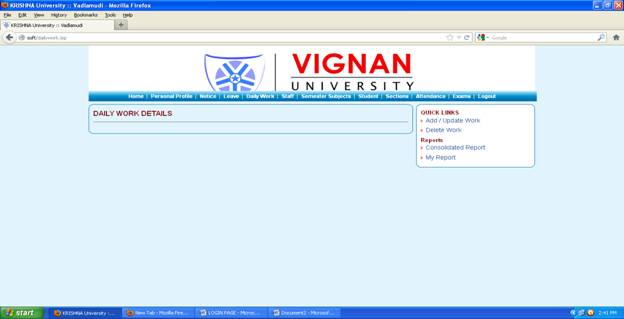 KRISHNA University :: Vadlamudi - Mozilla Firefox
File Edit View History Bookmarks Tools Help
KRISHNA University :: Vadlamudi
soft/dailywork.jsp
Google
VIGNAN
UNIVERSITY
Home | Personal Profile | Notice | Leave | Daily Work | Staff | Semester Subjects | Student | Sections | Attendance | Exams | Logout
DAILY WORK DETAILS
QUICK LINKS
Add / Update Work
Delete Work
Reports
Consolidated Report
My Report
start
KRISHNA University :...
New Tab - Mozilla Fire...
LOGIN PAGE - Micros...
Document2 - Microsof...
2:41 PM